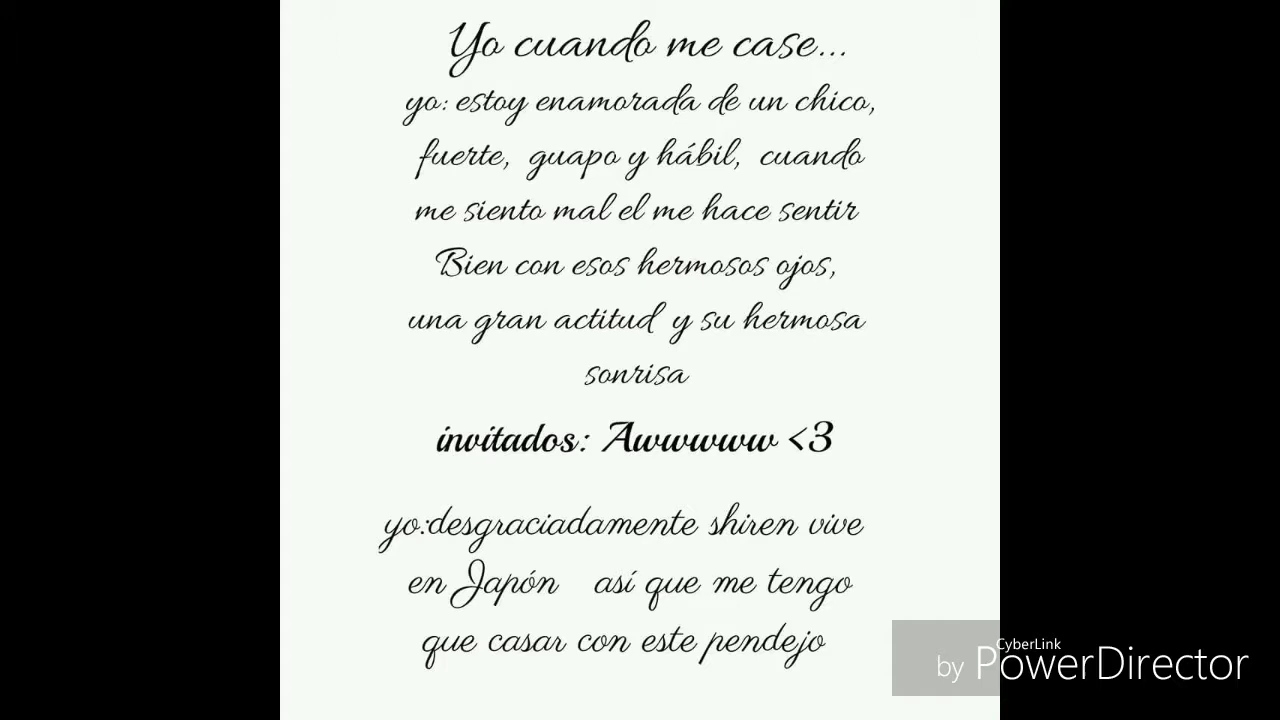 Yo cuando me case...
yo: estoy enamorada de un chico,
fuerte, guapo y hábil, cuando
me siento mal el me hace sentir
Bien con esos hermosos ojos,
una gran actitud y su hermosa
sonrisa
invitados: Awwwww <3
yo:desgraciadamente shiren vive
en Japón así que me tengo
que casar con este pendejo
CyberLink
by PowerDirector